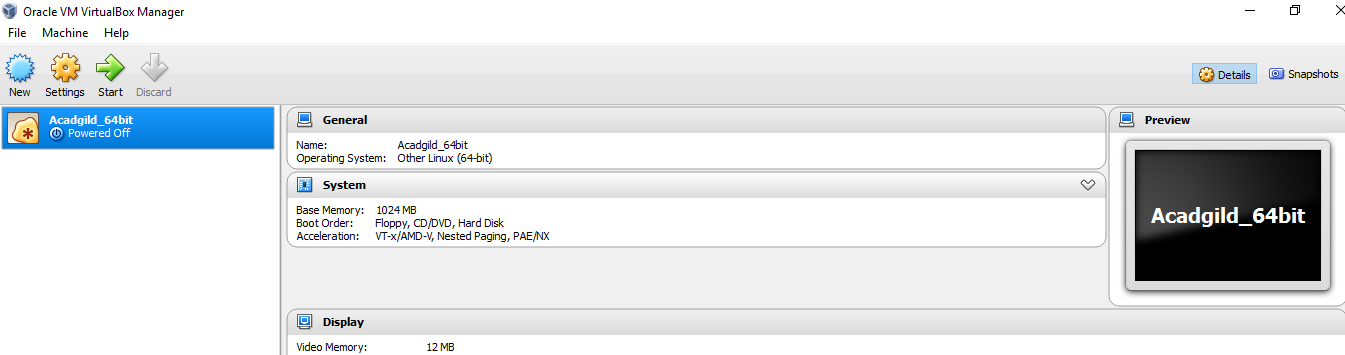 Oracle VM VirtualBox Manager
File Machine Help
New Settings Start Discard
Details Snapshots
Acadgild_64bit
Powered Off
General
Name: Acadgild_64bit
Operating System: Other Linux (64-bit)
System
Base Memory: 1024 MB
Boot Order: Floppy, CD/DVD, Hard Disk
Acceleration: VT-x/AMD-V, Nested Paging, PAE/NX
Preview
Acadgild_64bit
Display
Video Memory: 12 MB